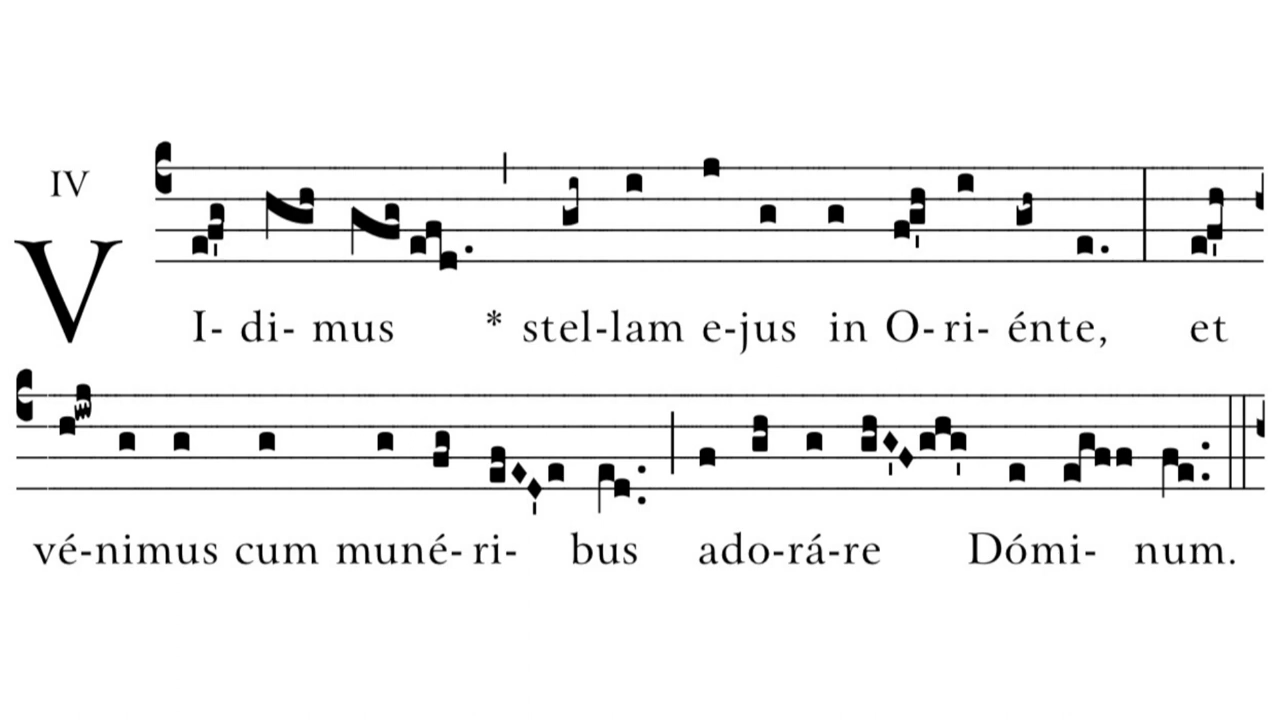 IV
VI- di- mus * stel-lam e-jus in O-ri- énte, et
vé-nimus cum muné-ri- bus ado-rá-re Dómi- num.